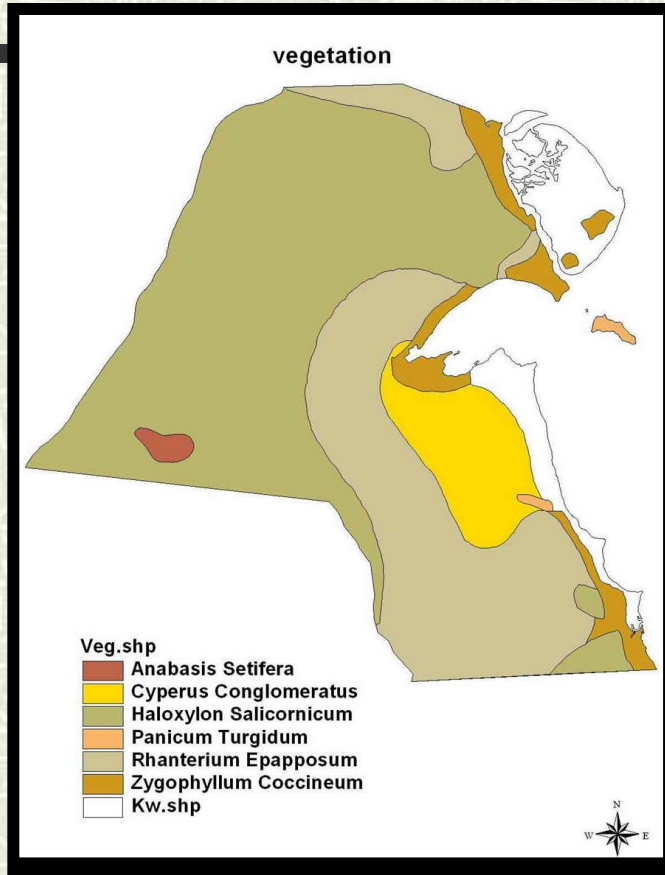 vegetation
Veg.shp
Anabasis Setifera
Cyperus Conglomeratus
Haloxylon Salicornicum
Panicum Turgidum
Rhanterium Epapposum
Zygophyllum Coccineum
Kw.shp
N
W E
S